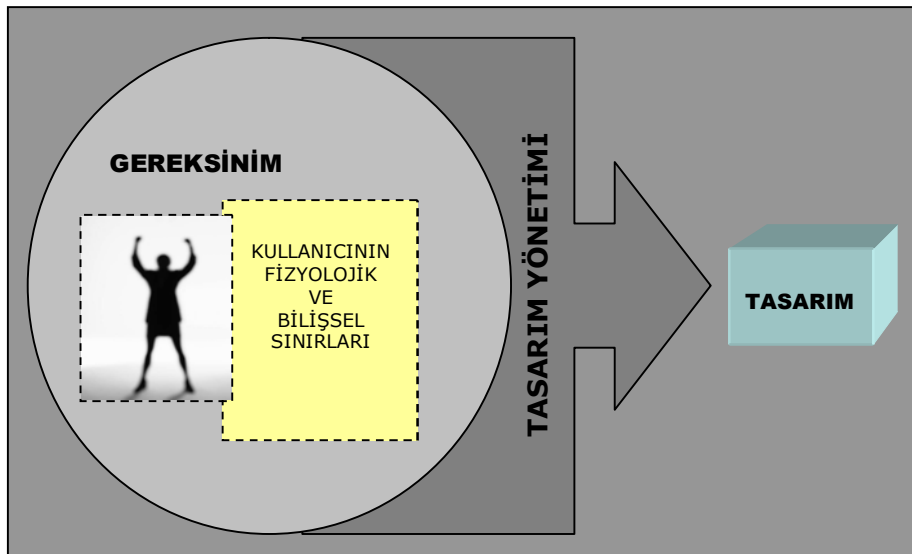 GEREKSİNİM
KULLANICININ
FİZYOLOJİK
VE
BİLİŞSEL
SINIRLARI
TASARIM YÖNETİMİ
TASARIM